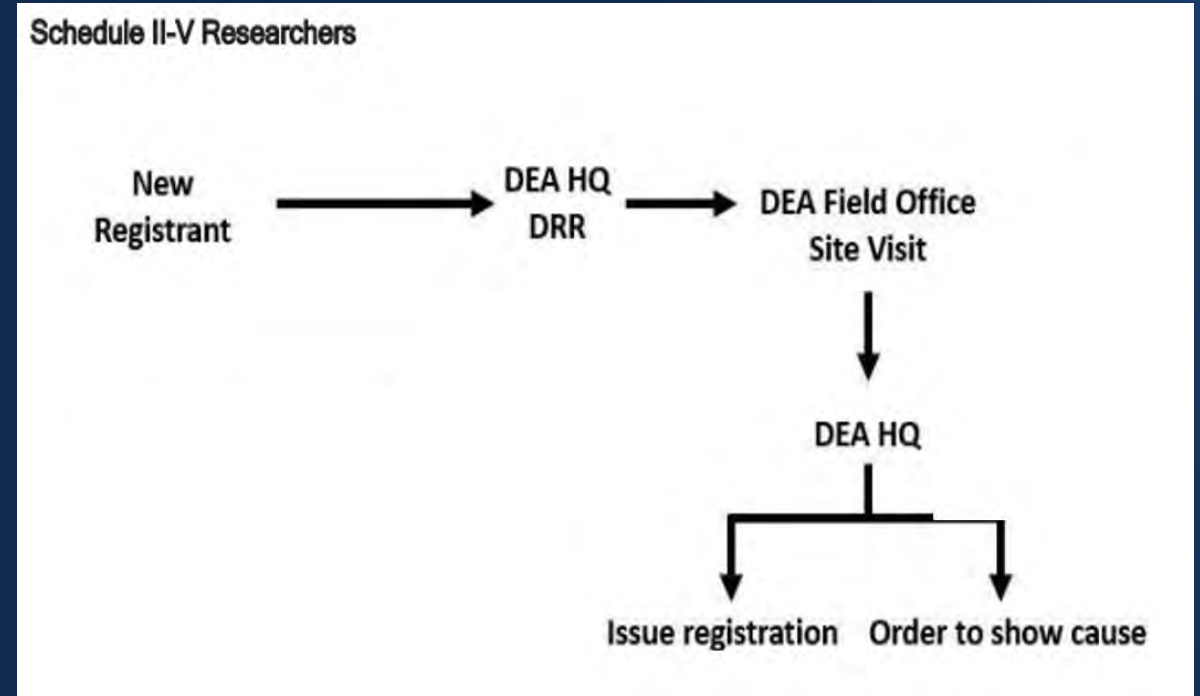 Schedule II-V Researchers
New
Registrant
DEA HQ
DRR
DEA Field Office
Site Visit
DEA HQ
Issue registration
Order to show cause